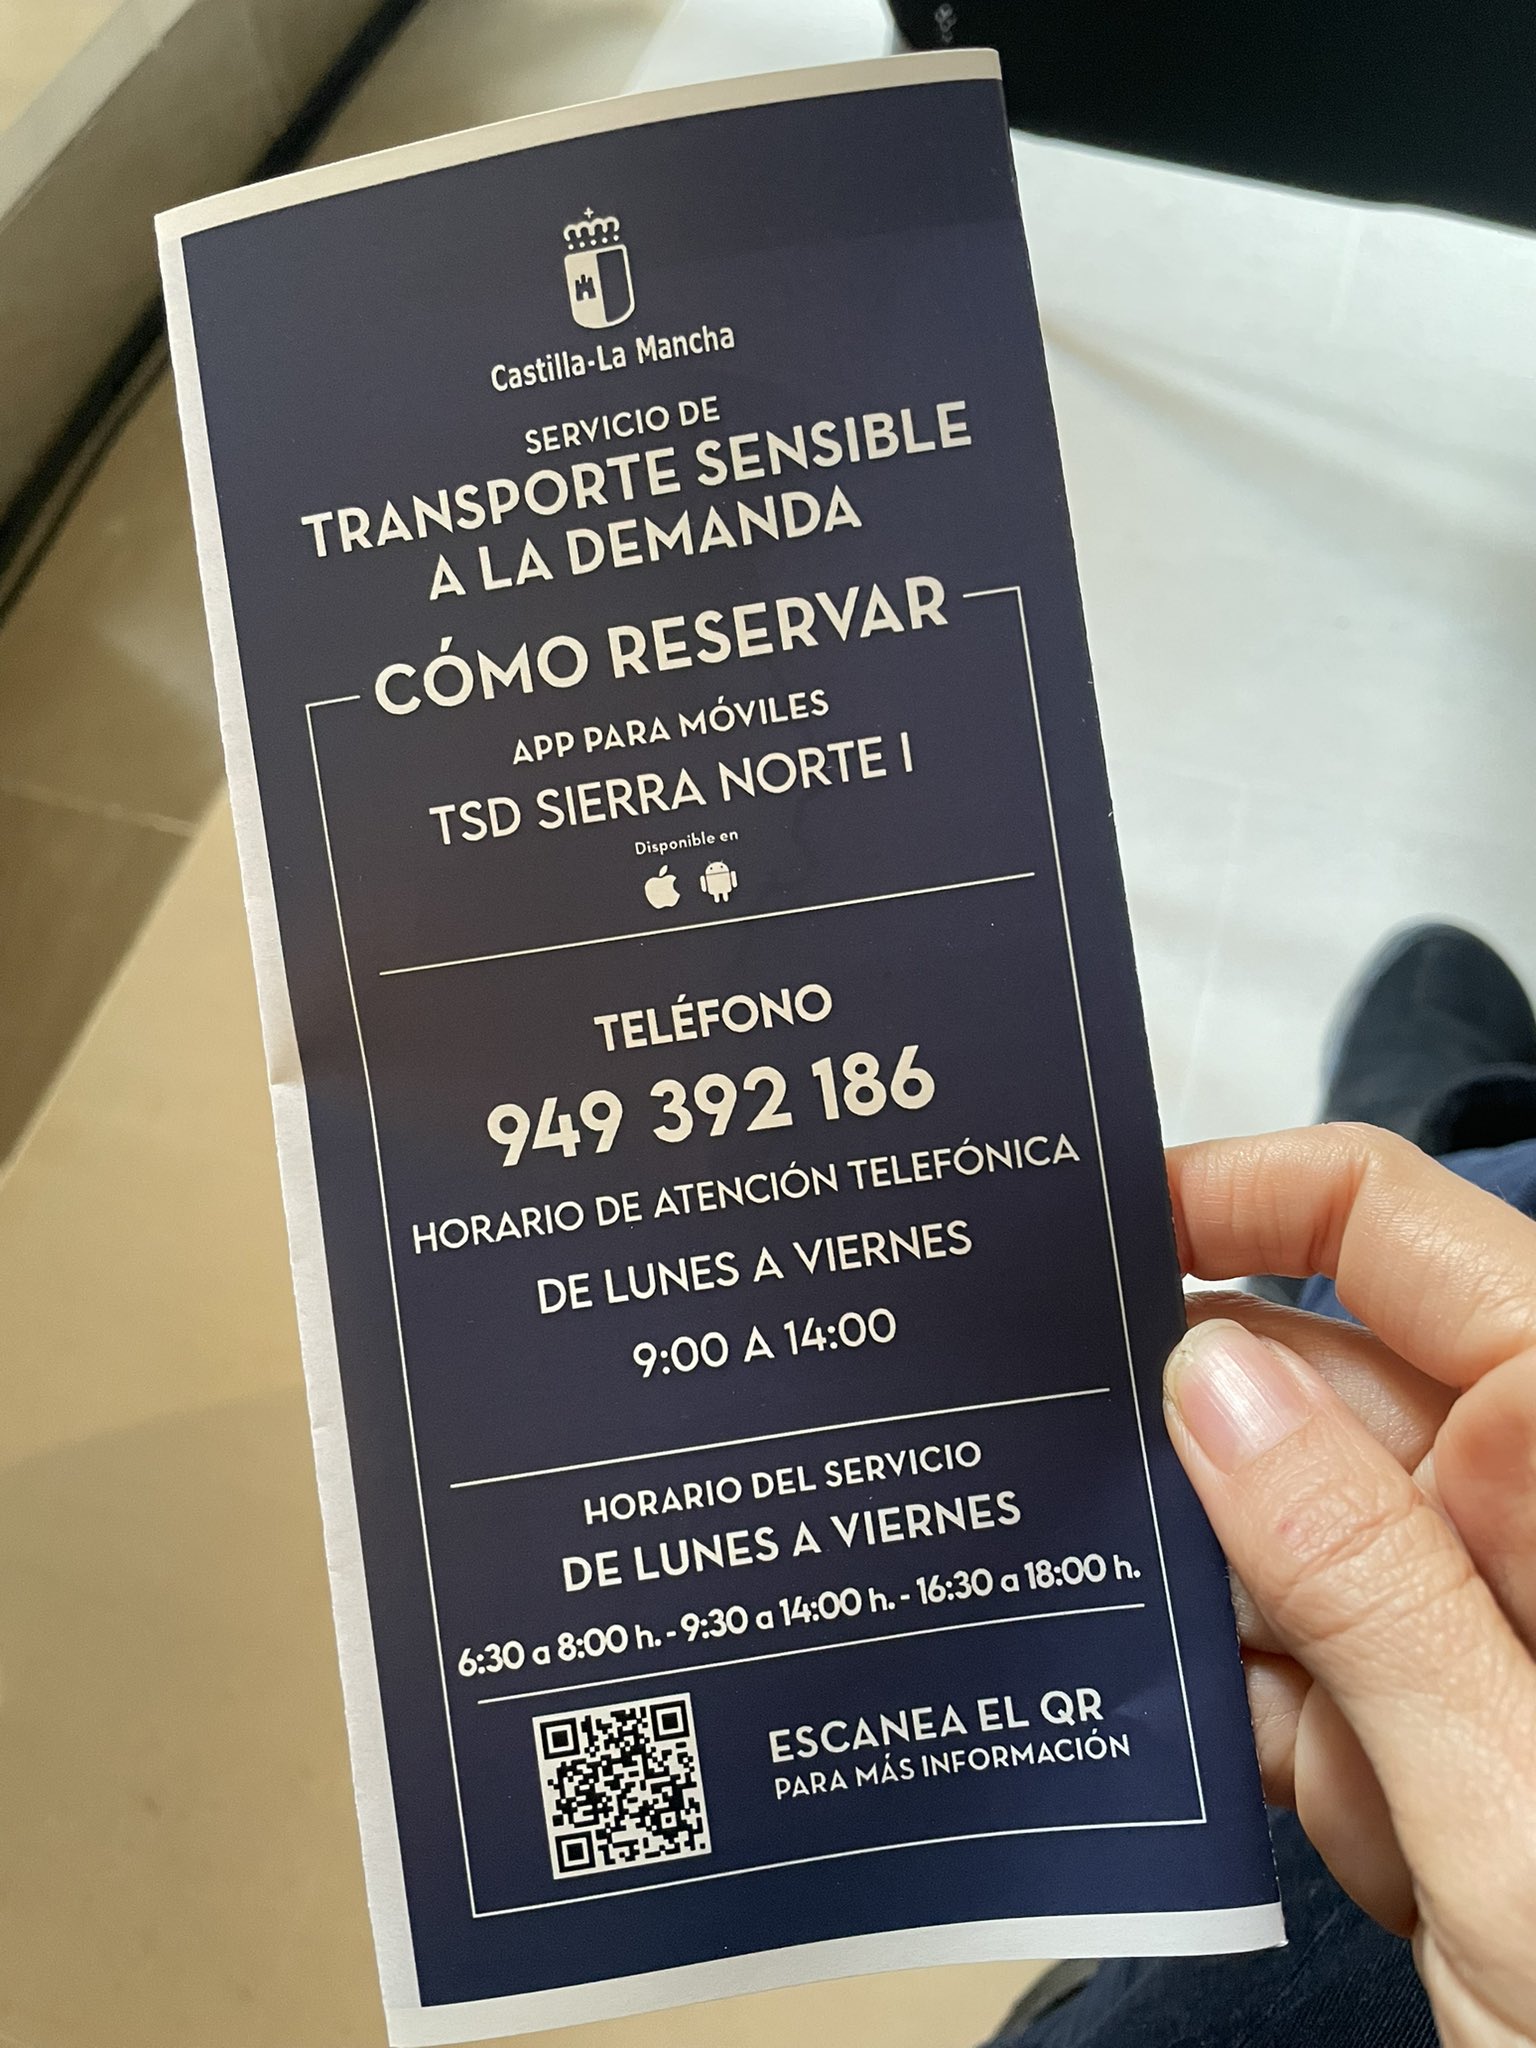 Castilla-La Mancha
SERVICIO DE
TRANSPORTE SENSIBLE
A LA DEMANDA
CÓMO RESERVAR
APP PARA MÓVILES
TSD SIERRA NORTE I
Disponible en
TELÉFONO
949 392 186
HORARIO DE ATENCIÓN TELEFÓNICA
DE LUNES A VIERNES
9:00 A 14:00
HORARIO DEL SERVICIO
DE LUNES A VIERNES
6:30 a 8:00 h. - 9:30 a 14:00 h. - 16:30 a 18:00 h.
ESCANEA EL QR
PARA MÁS INFORMACIÓN